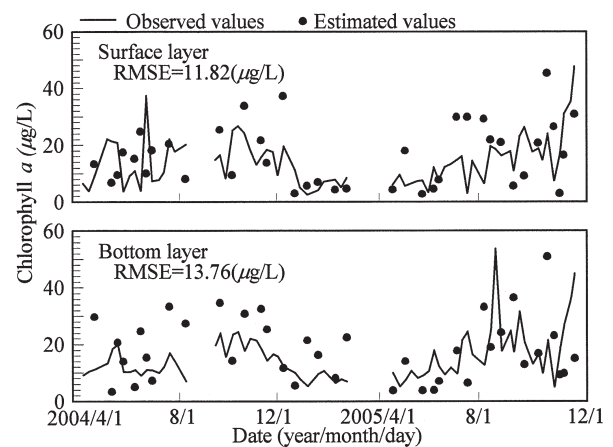 Observed values Estimated values
60
Surface layer
RMSE=11.82(μg/L)
40
20
0
60
Bottom layer
RMSE=13.76(μg/L)
40
20
0
Chlorophyll a (μg/L)
2004/4/1 8/1 12/1 2005/4/1 8/1 12/1
Date (year/month/day)